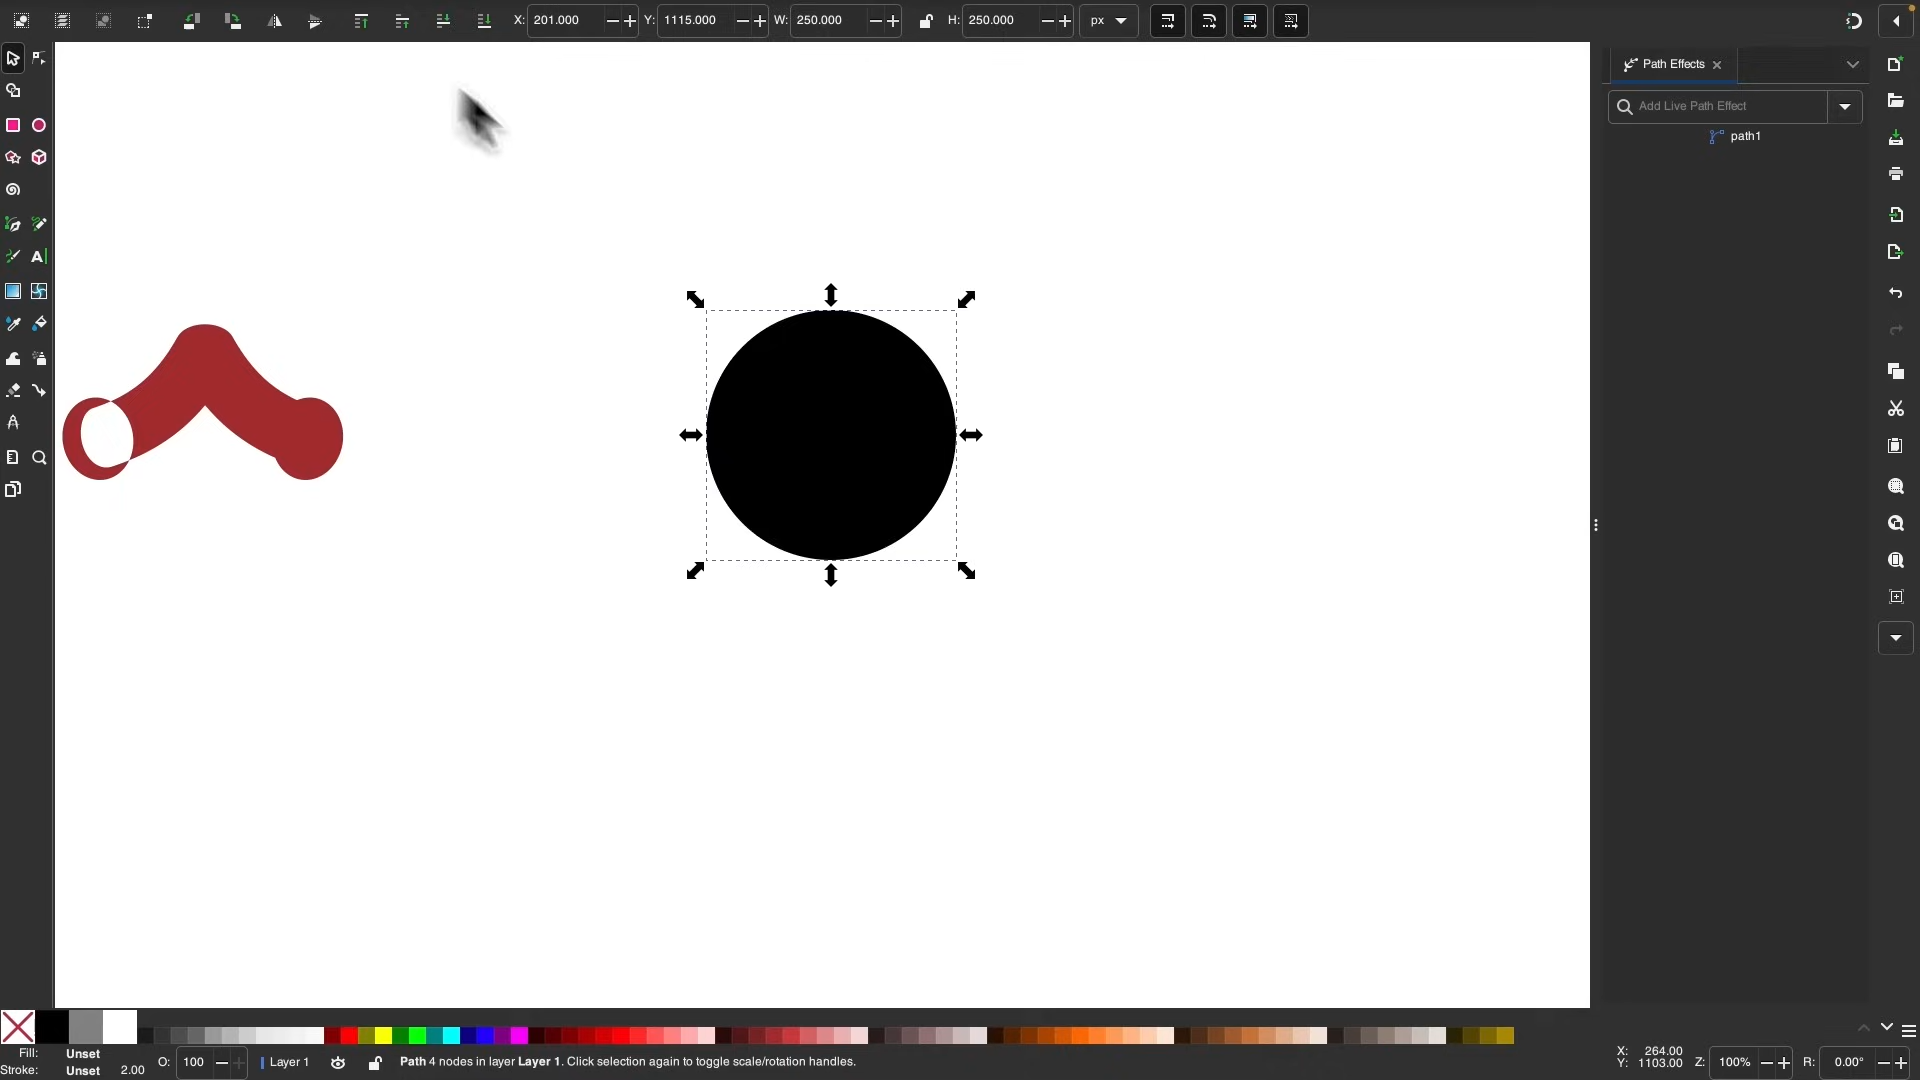 X: 201.000 Y: 1115.000 W: 250.000 H: 250.000 px
Path Effects
Add Live Path Effect
path1
A
Fill: Unset O: 100 Layer 1 Path 4 nodes in layer Layer 1. Click selection again to toggle scale/rotation handles. X: 264.00 Z: 100% R: 0.00°
Stroke: Unset 2.00 Y: 1103.00